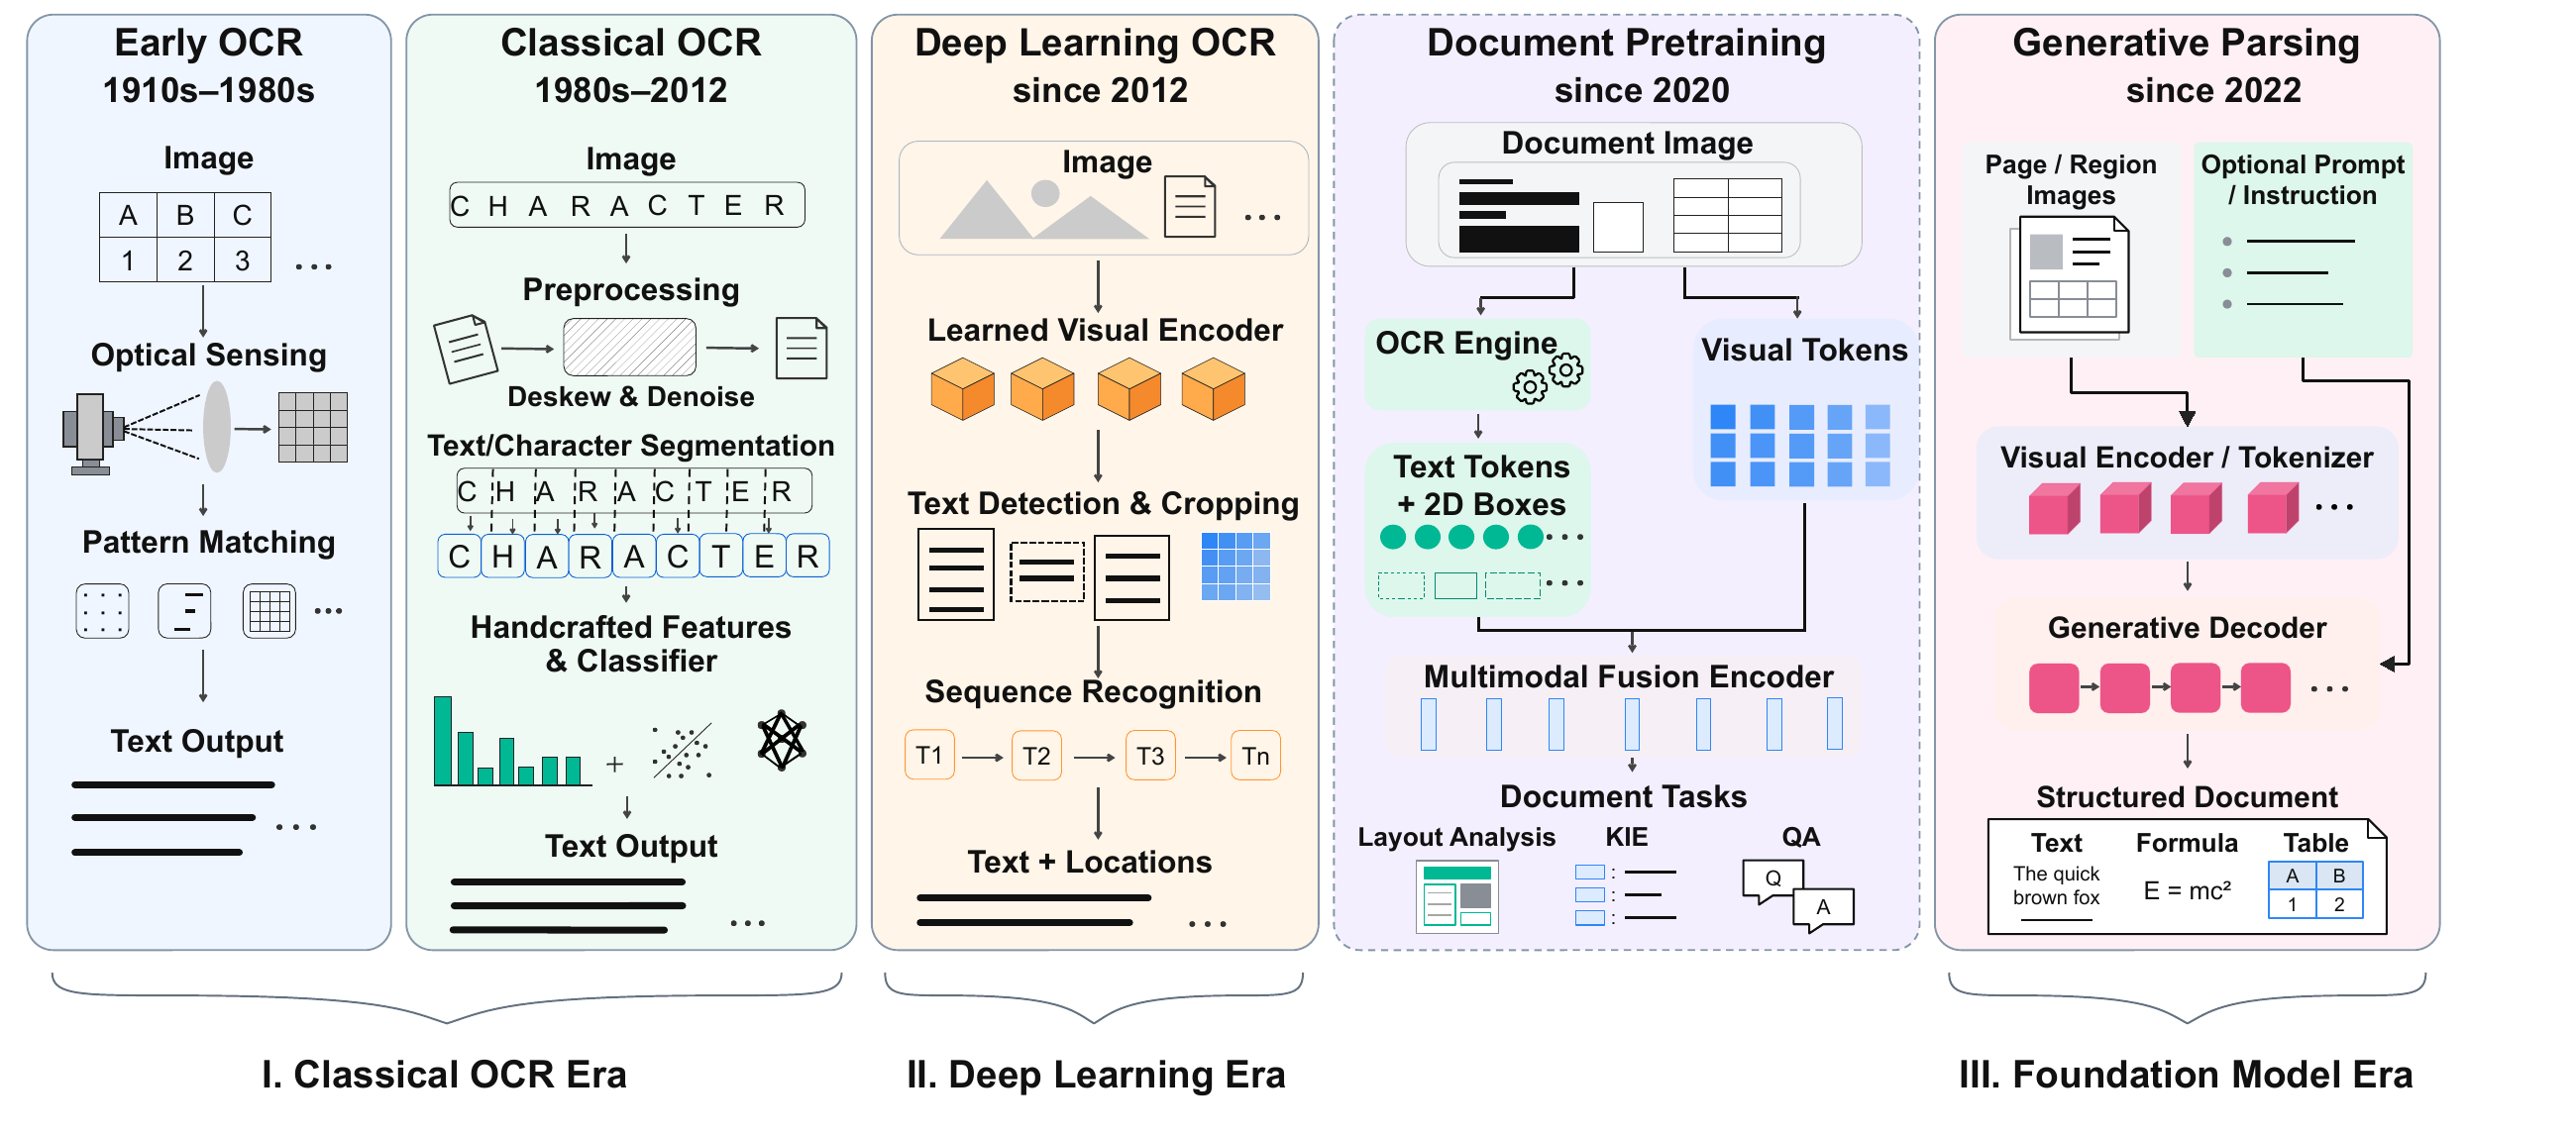 Early OCR
1910s–1980s
Image
A B C
1 2 3
...
Optical Sensing
Pattern Matching
...
Text Output
...
Classical OCR
1980s–2012
Image
C H A R A C T E R
Preprocessing
Deskew & Denoise
Text/Character Segmentation
C H A R A C T E R
C H A R A C T E R
Handcrafted Features
& Classifier
+
Text Output
...
Deep Learning OCR
since 2012
Image
...
Learned Visual Encoder
Text Detection & Cropping
Sequence Recognition
T1 T2 T3 Tn
Text + Locations
...
Document Pretraining
since 2020
Document Image
OCR Engine
Visual Tokens
Text Tokens
+ 2D Boxes
...
...
Multimodal Fusion Encoder
Document Tasks
Layout Analysis KIE QA
:
:
:
Q
A
Generative Parsing
since 2022
Page / Region
Images
Optional Prompt
/ Instruction
Visual Encoder / Tokenizer
...
Generative Decoder
...
Structured Document
Text Formula Table
The quick
brown fox
E = mc²
A B
1 2
I. Classical OCR Era
II. Deep Learning Era
III. Foundation Model Era